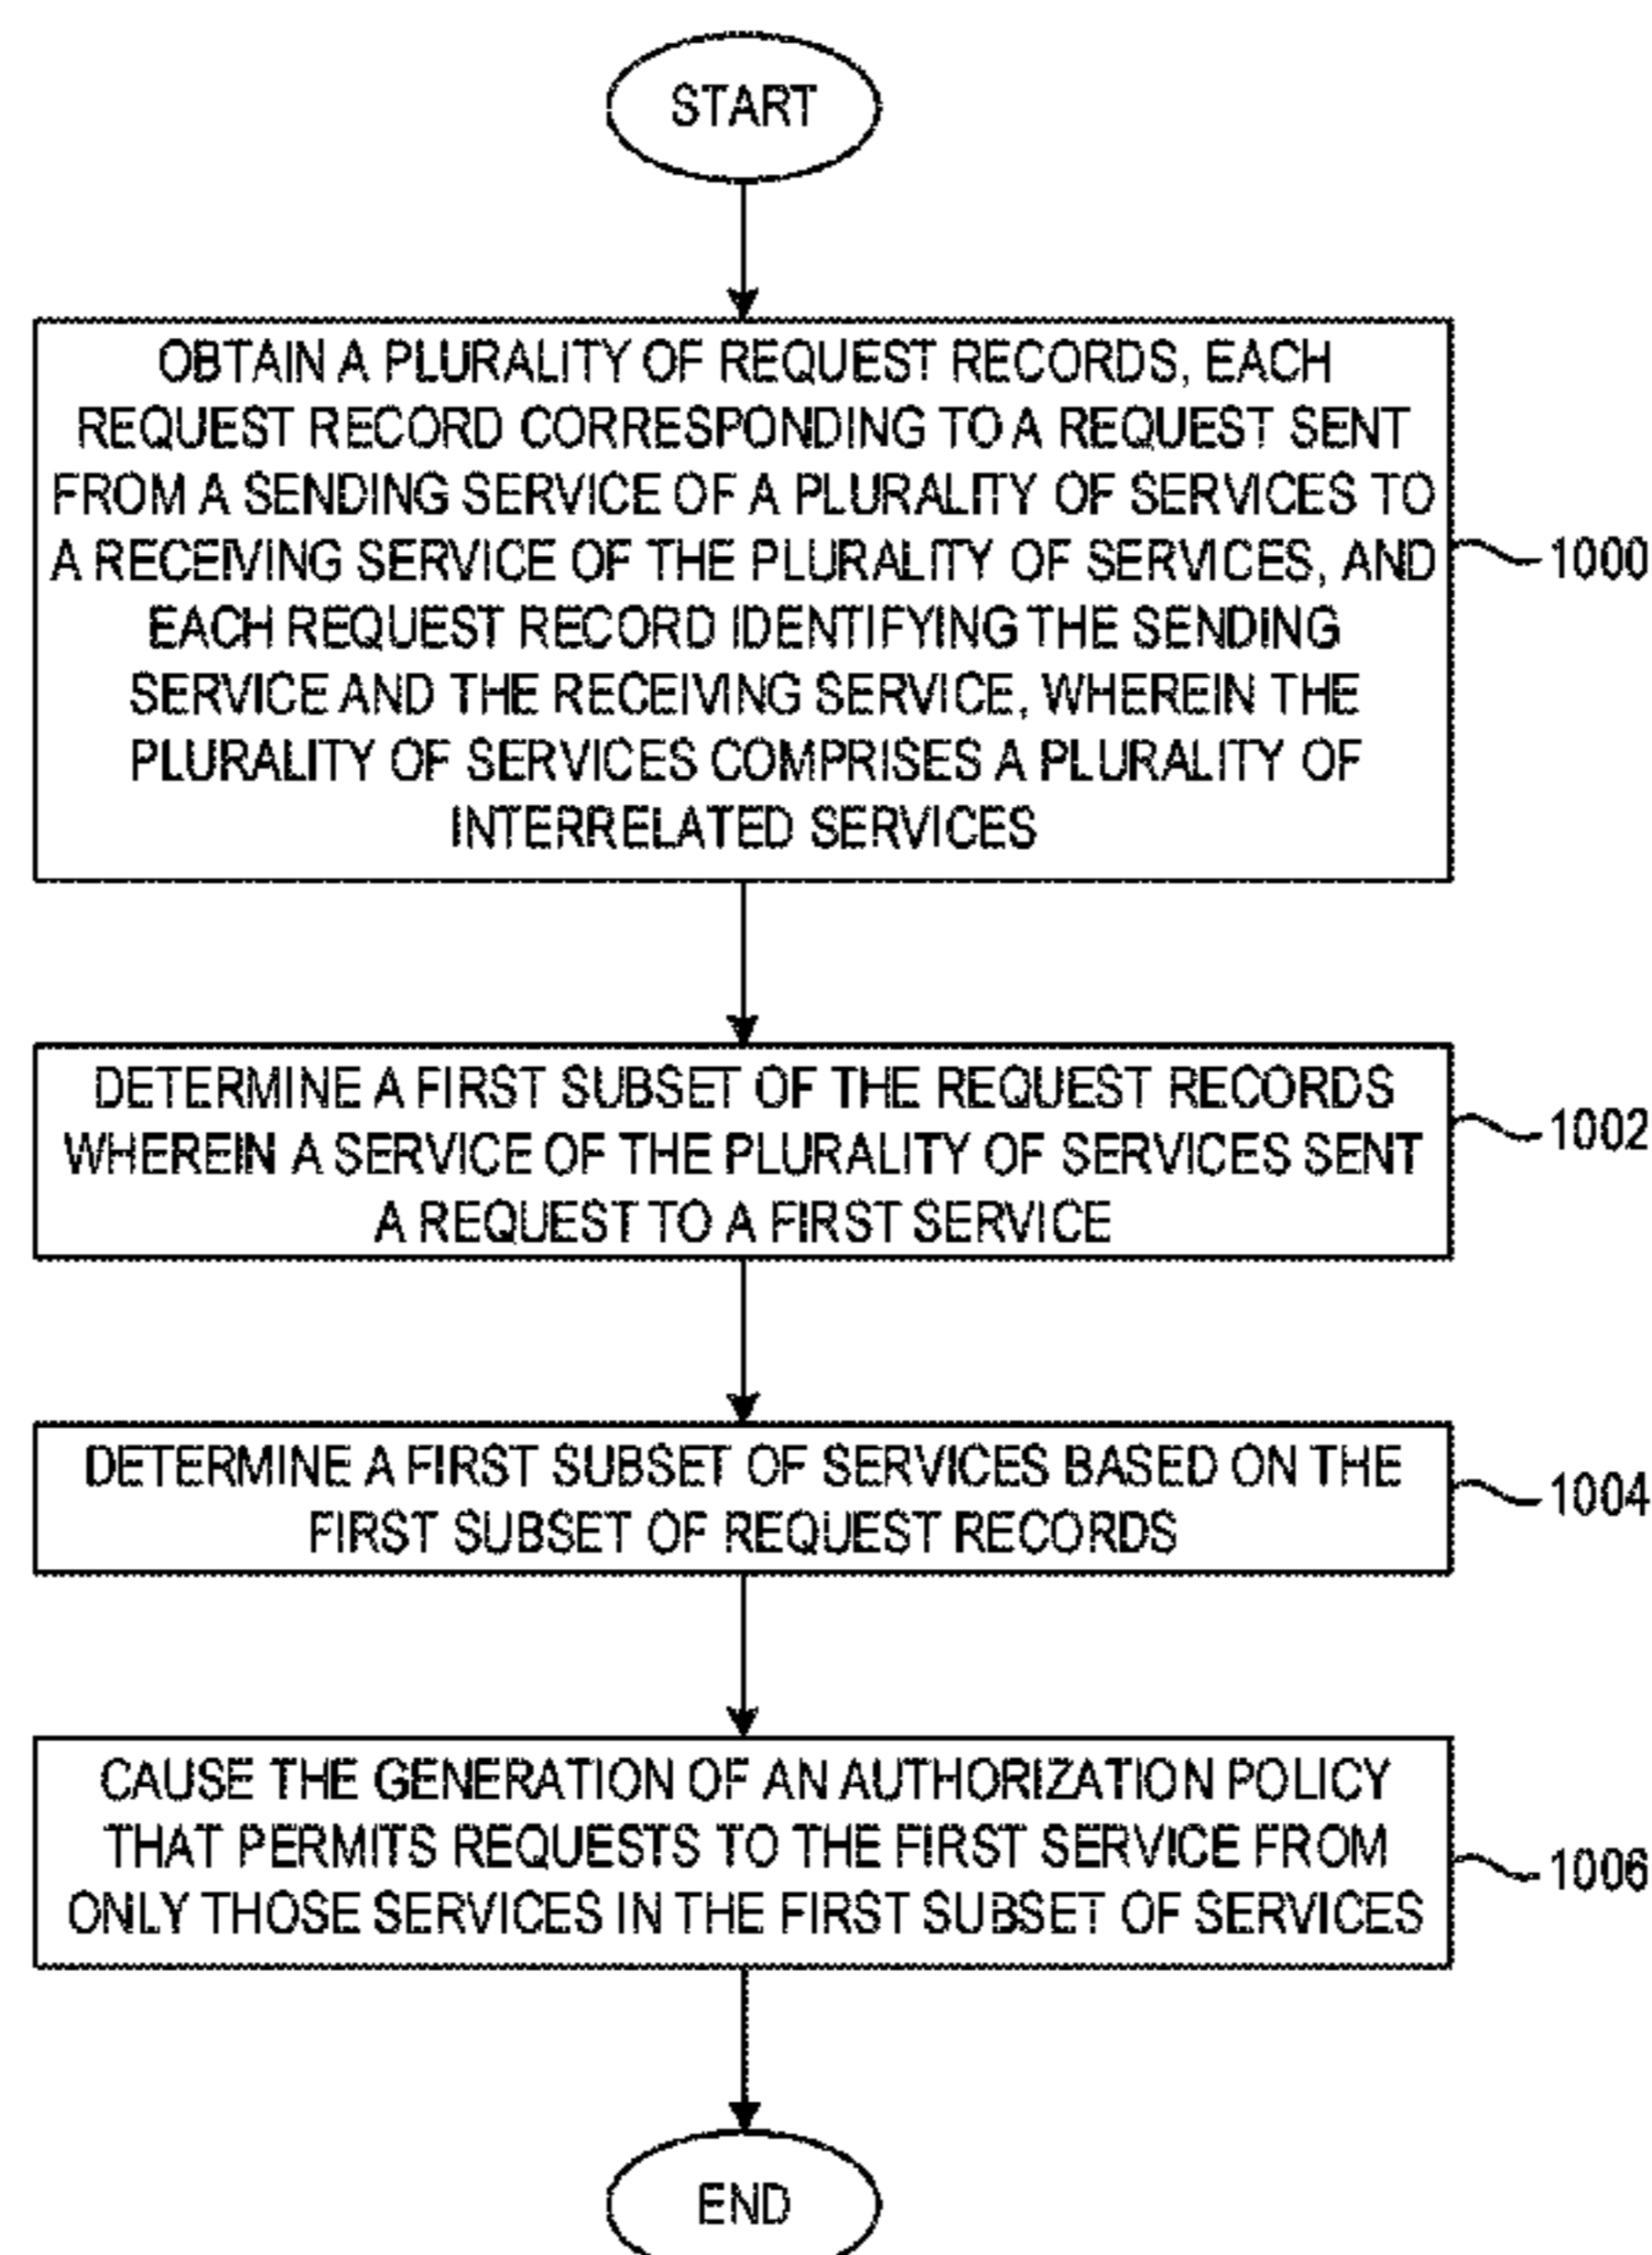 START
OBTAIN A PLURALITY OF REQUEST RECORDS, EACH
REQUEST RECORD CORRESPONDING TO A REQUEST SENT
FROM A SENDING SERVICE OF A PLURALITY OF SERVICES TO
A RECEIVING SERVICE OF THE PLURALITY OF SERVICES, AND
EACH REQUEST RECORD IDENTIFYING THE SENDING
SERVICE AND THE RECEIVING SERVICE, WHEREIN THE
PLURALITY OF SERVICES COMPRISES A PLURALITY OF
INTERRELATED SERVICES
1000
DETERMINE A FIRST SUBSET OF THE REQUEST RECORDS
WHEREIN A SERVICE OF THE PLURALITY OF SERVICES SENT
A REQUEST TO A FIRST SERVICE
1002
DETERMINE A FIRST SUBSET OF SERVICES BASED ON THE
FIRST SUBSET OF REQUEST RECORDS
1004
CAUSE THE GENERATION OF AN AUTHORIZATION POLICY
THAT PERMITS REQUESTS TO THE FIRST SERVICE FROM
ONLY THOSE SERVICES IN THE FIRST SUBSET OF SERVICES
1006
END